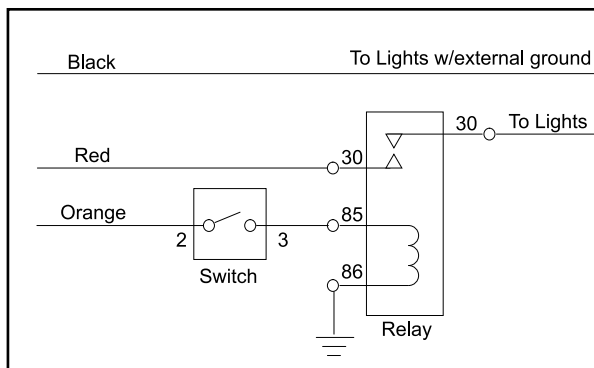 Black
To Lights w/external ground
30
To Lights
Red
30
Orange
85
2
3
Switch
86
Relay